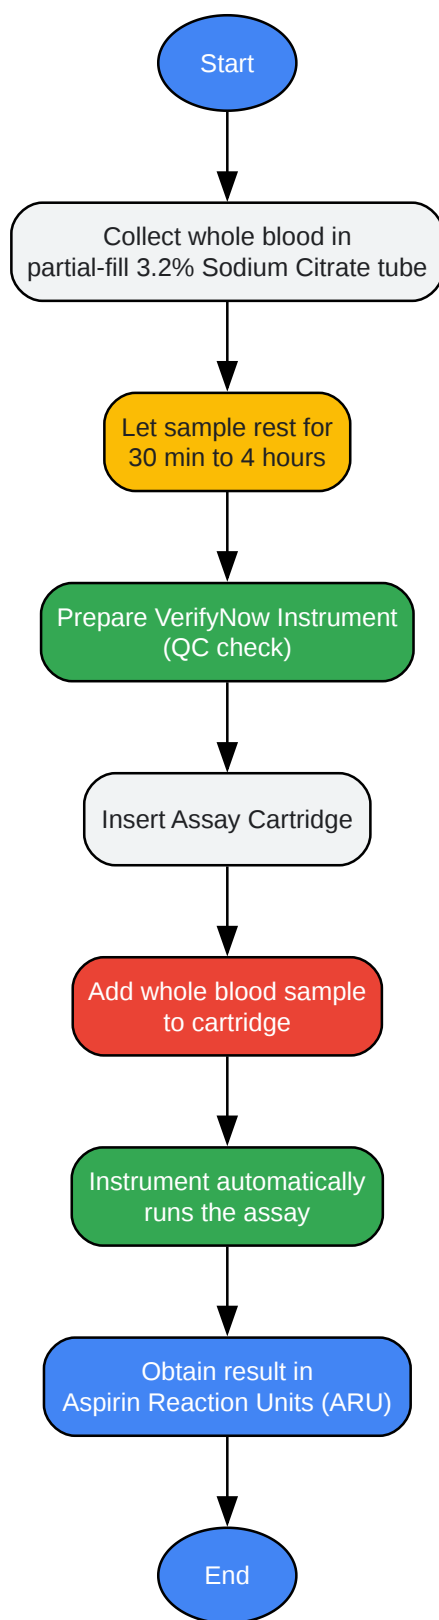 Start
Collect whole blood in
partial-fill 3.2% Sodium Citrate tube
Let sample rest for
30 min to 4 hours
Prepare VerifyNow Instrument
(QC check)
Insert Assay Cartridge
Add whole blood sample
to cartridge
Instrument automatically
runs the assay
Obtain result in
Aspirin Reaction Units (ARU)
End